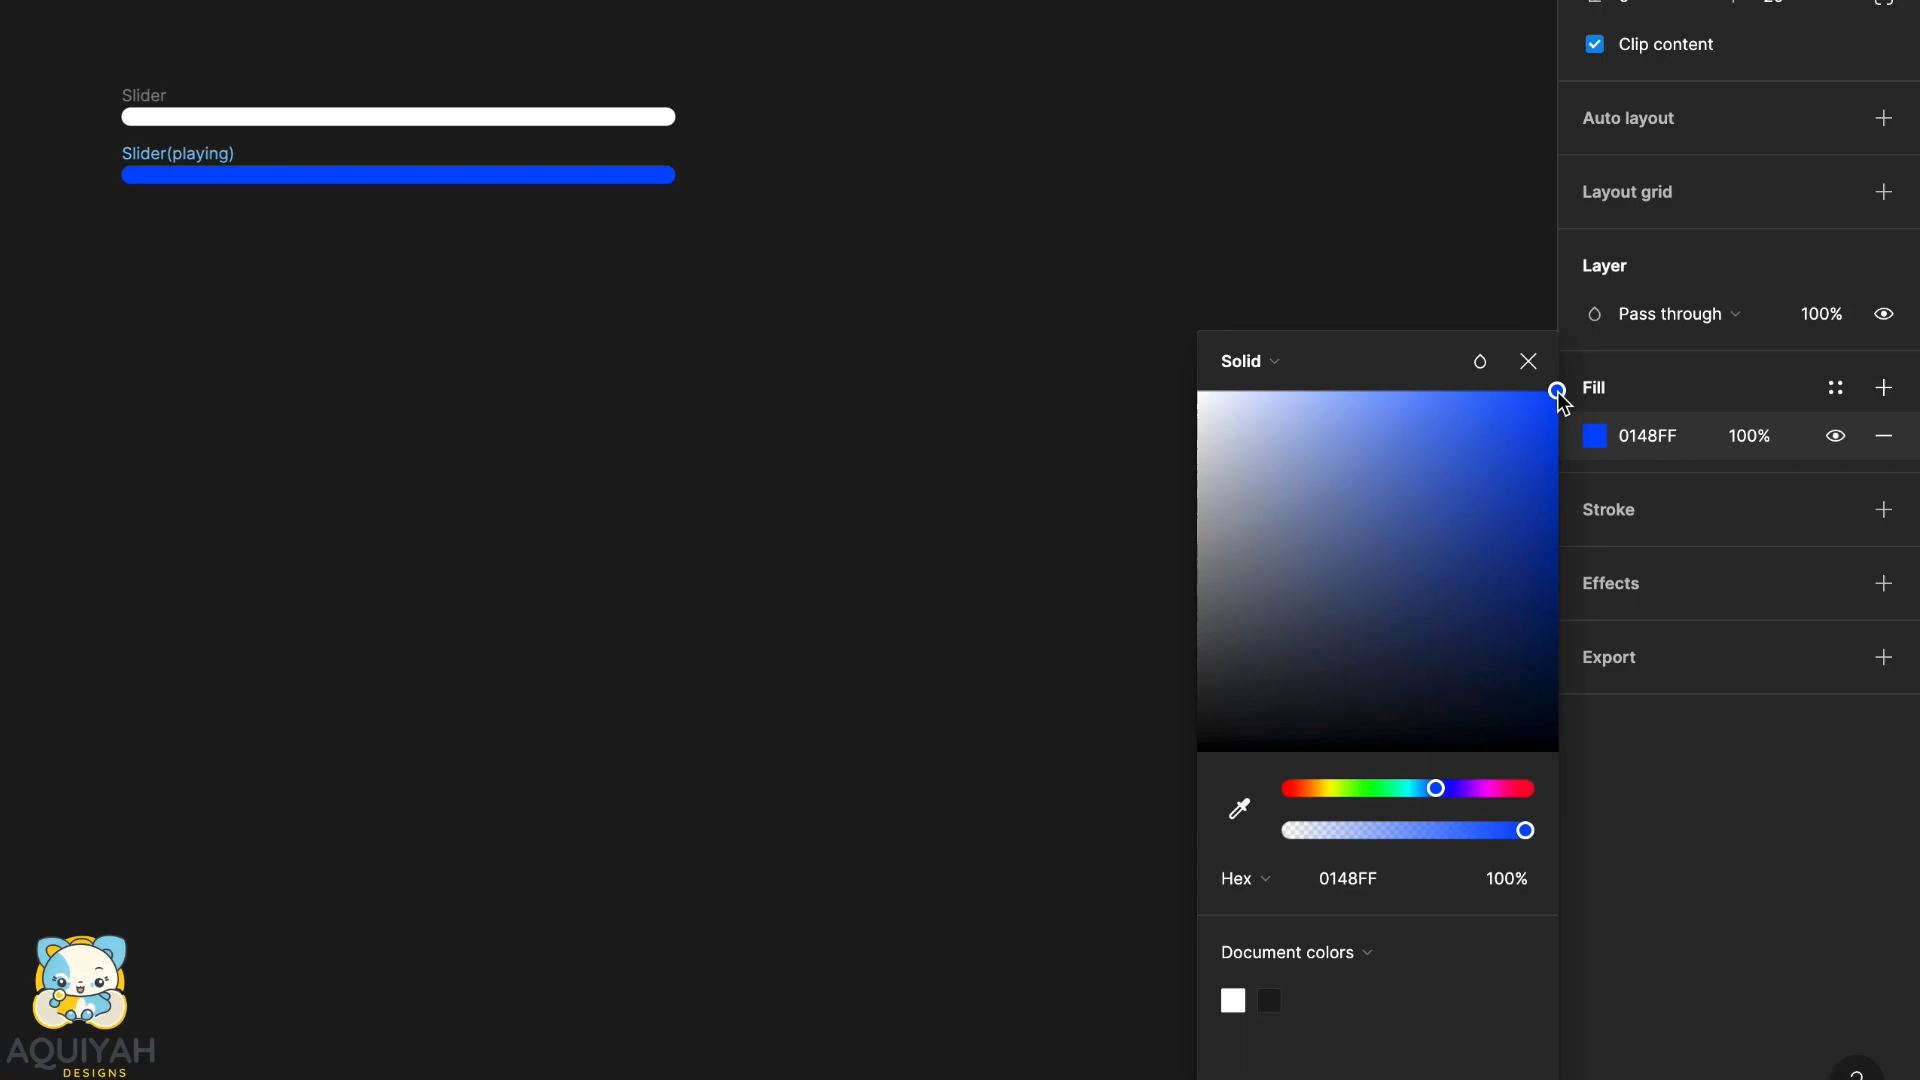 Clip content
Slider
Auto layout
Slider(playing)
Layout grid
Layer
Pass through 100%
Solid
Fill
0148FF 100%
Stroke
Effects
Export
Hex 0148FF 100%
Document colors
AQUIYAH
DESIGNS